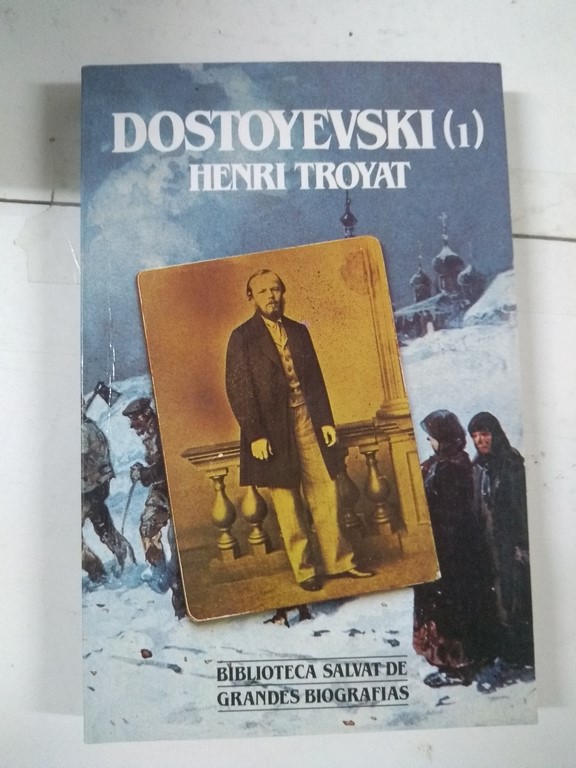 DOSTOYEVSKI (1)
HENRI TROYAT
BIBLIOTECA SALVAT DE
GRANDES BIOGRAFIAS